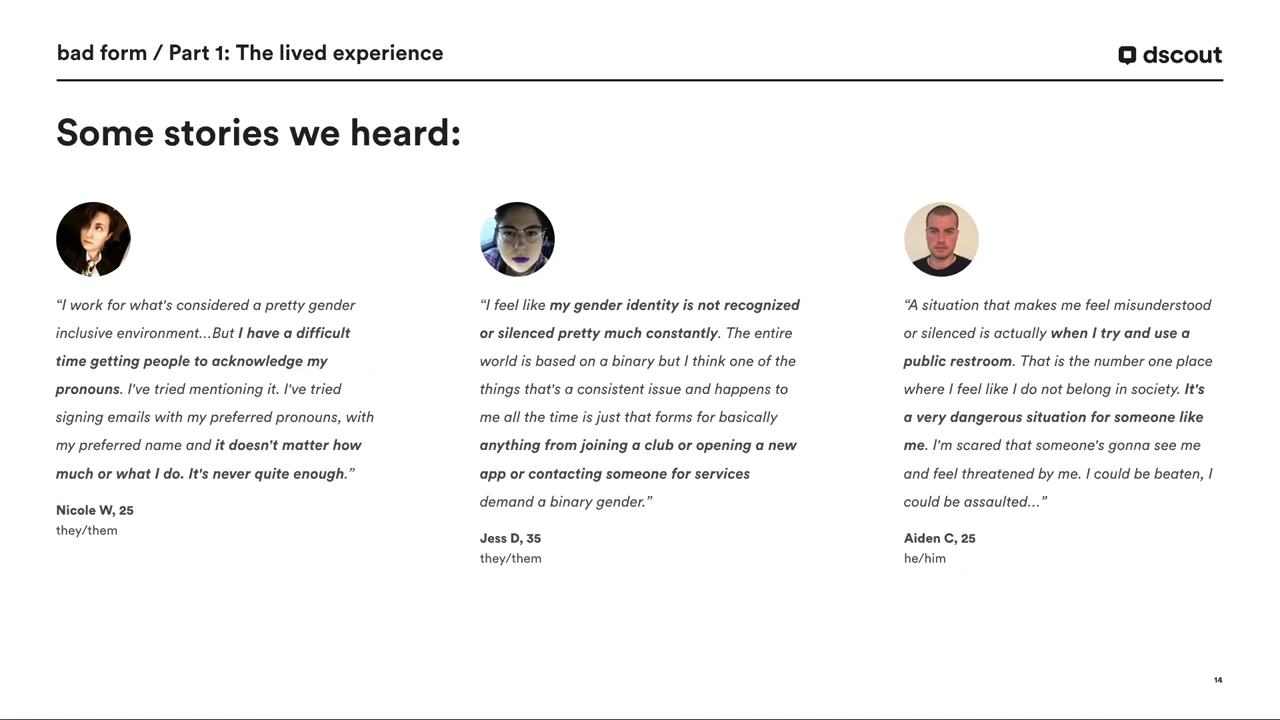 bad form / Part 1: The lived experience
dscout
Some stories we heard:
“I work for what's considered a pretty gender
inclusive environment…But I have a difficult
time getting people to acknowledge my
pronouns. I've tried mentioning it. I've tried
signing emails with my preferred pronouns, with
my preferred name and it doesn't matter how
much or what I do. It's never quite enough.”
Nicole W, 25
they/them
“I feel like my gender identity is not recognized
or silenced pretty much constantly. The entire
world is based on a binary but I think one of the
things that's a consistent issue and happens to
me all the time is just that forms for basically
anything from joining a club or opening a new
app or contacting someone for services
demand a binary gender.”
Jess D, 35
they/them
“A situation that makes me feel misunderstood
or silenced is actually when I try and use a
public restroom. That is the number one place
where I feel like I do not belong in society. It's
a very dangerous situation for someone like
me. I'm scared that someone's gonna see me
and feel threatened by me. I could be beaten, I
could be assaulted…”
Aiden C, 25
he/him
14